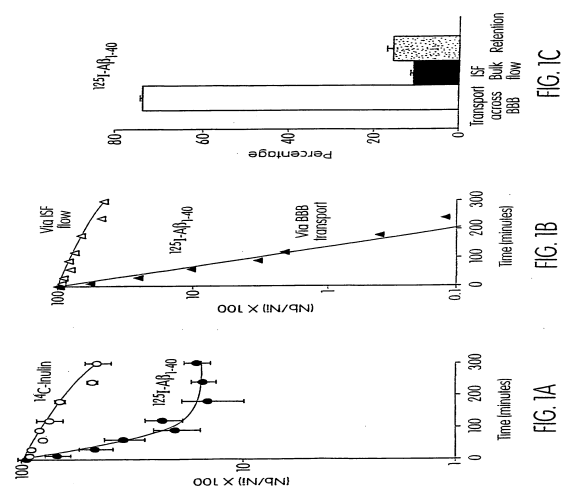 100
10
1
(Nb/Ni) X 100
¹⁴C-Inulin
¹²⁵I-Aβ₁₋₄₀
0 100 200 300
Time (minutes)
FIG. 1A
100
10
1
0.1
(Nb/Ni) X 100
Via ISF
flow
¹²⁵I-Aβ₁₋₄₀
Via BBB
transport
0 100 200 300
Time (minutes)
FIG. 1B
80
60
40
20
0
Percentage
¹²⁵I-Aβ₁₋₄₀
Transport across BBB
ISF Bulk flow
Retention
FIG. 1C